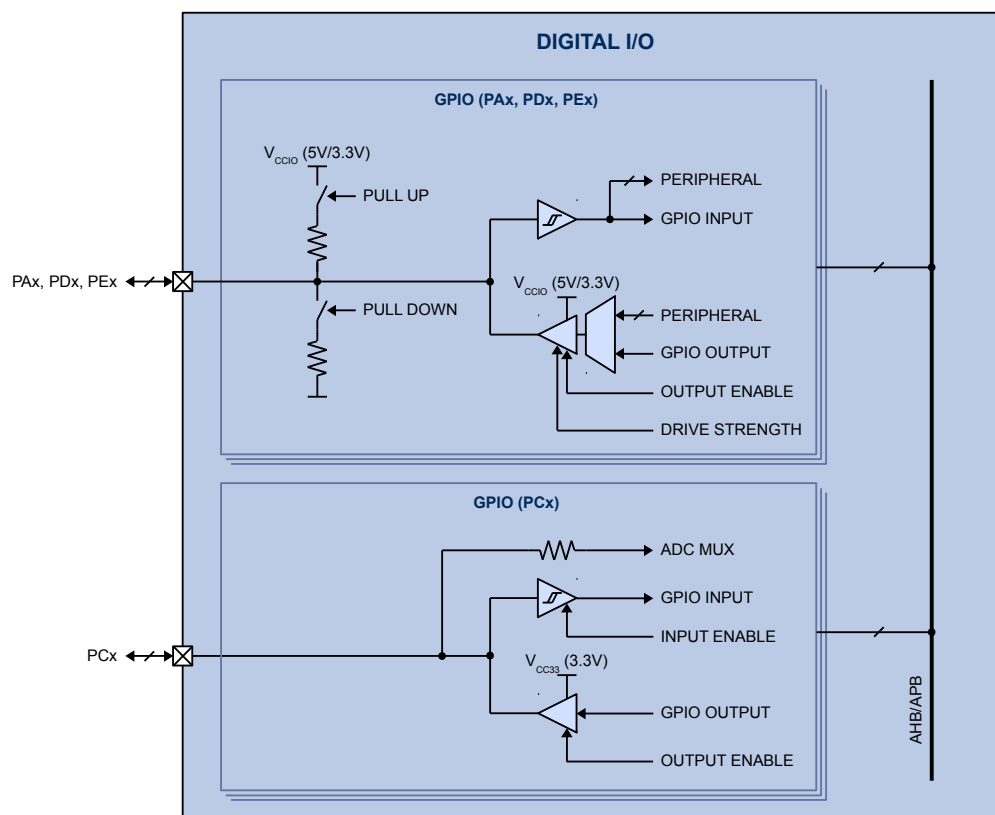 DIGITAL I/O
GPIO (PAx, PDx, PEx)
VCCIO (5V/3.3V)
PULL UP
PERIPHERAL
GPIO INPUT
PAx, PDx, PEx
PULL DOWN
VCCIO (5V/3.3V)
PERIPHERAL
GPIO OUTPUT
OUTPUT ENABLE
DRIVE STRENGTH
GPIO (PCx)
ADC MUX
GPIO INPUT
INPUT ENABLE
PCx
VCC33 (3.3V)
GPIO OUTPUT
OUTPUT ENABLE
AHB/APB